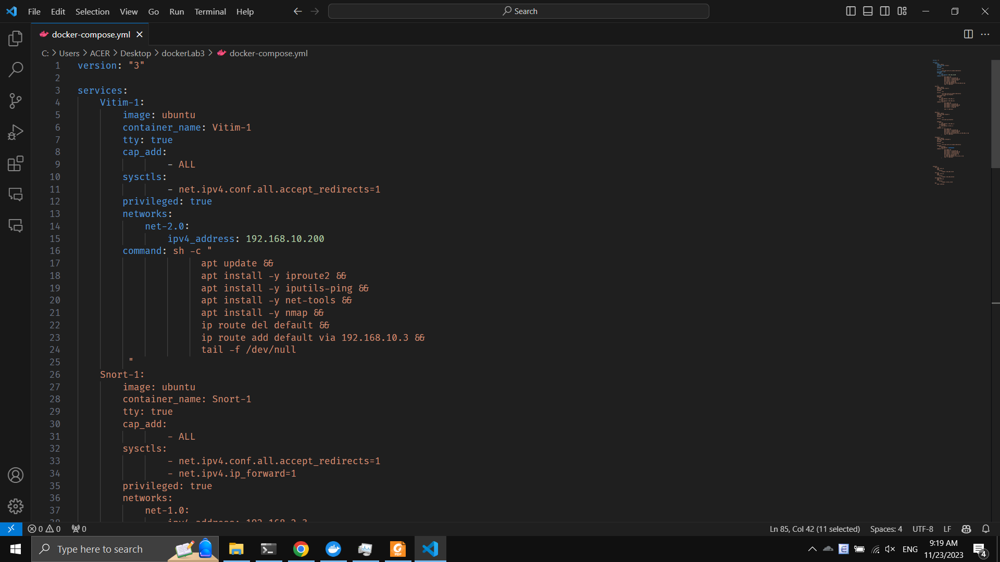 File Edit Selection View Go Run Terminal Help Search
docker-compose.yml
C: Users ACER Desktop dockerLab3 docker-compose.yml
1 version: "3"
2
3 services:
4 Vitim-1:
5 image: ubuntu
6 container_name: Vitim-1
7 tty: true
8 cap_add:
9 - ALL
10 sysctls:
11 - net.ipv4.conf.all.accept_redirects=1
12 privileged: true
13 networks:
14 net-2.0:
15 ipv4_address: 192.168.10.200
16 command: sh -c "
17 apt update &&
18 apt install -y iproute2 &&
19 apt install -y iputils-ping &&
20 apt install -y net-tools &&
21 apt install -y nmap &&
22 ip route del default &&
23 ip route add default via 192.168.10.3 &&
24 tail -f /dev/null
25 "
26 Snort-1:
27 image: ubuntu
28 container_name: Snort-1
29 tty: true
30 cap_add:
31 - ALL
32 sysctls:
33 - net.ipv4.conf.all.accept_redirects=1
34 - net.ipv4.ip_forward=1
35 privileged: true
36 networks:
37 net-1.0:
38 ipv4_address: 192.168.2.3
0 0 0 Ln 85, Col 42 (11 selected) Spaces: 4 UTF-8 LF
Type here to search ENG 9:19 AM
11/23/2023 4